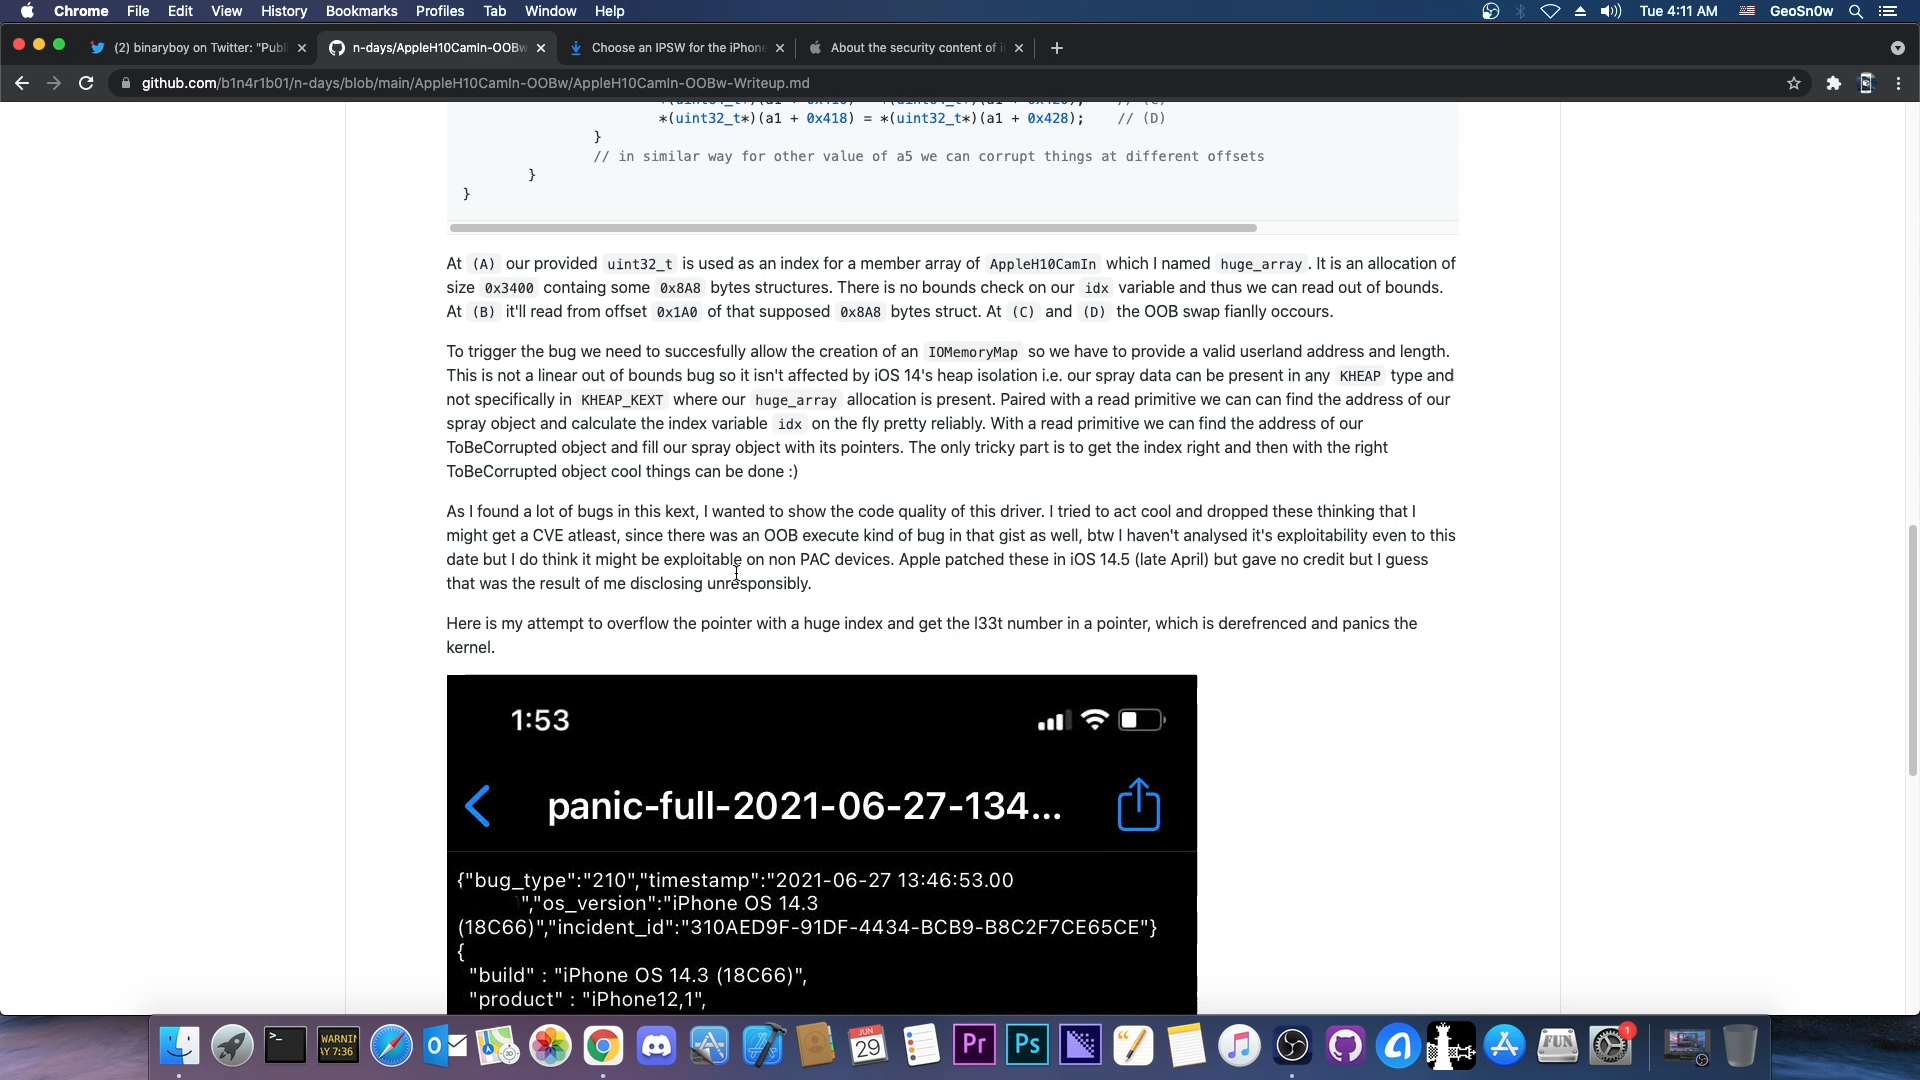 Chrome File Edit View History Bookmarks Profiles Tab Window Help Tue 4:11 AM GeoSn0w
(2) binaryboy on Twitter: "Publ n-days/AppleH10CamIn-OOBw Choose an IPSW for the iPhone About the security content of i
github.com/b1n4r1b01/n-days/blob/main/AppleH10CamIn-OOBw/AppleH10CamIn-OOBw-Writeup.md
*(uint32_t*)(a1 + 0x418) = *(uint32_t*)(a1 + 0x428); // (D)
}
// in similar way for other value of a5 we can corrupt things at different offsets
}
}
At (A) our provided uint32_t is used as an index for a member array of AppleH10CamIn which I named huge_array . It is an allocation of
size 0x3400 containg some 0x8A8 bytes structures. There is no bounds check on our idx variable and thus we can read out of bounds.
At (B) it'll read from offset 0x1A0 of that supposed 0x8A8 bytes struct. At (C) and (D) the OOB swap fianlly occours.
To trigger the bug we need to succesfully allow the creation of an IOMemoryMap so we have to provide a valid userland address and length.
This is not a linear out of bounds bug so it isn't affected by iOS 14's heap isolation i.e. our spray data can be present in any KHEAP type and
not specifically in KHEAP_KEXT where our huge_array allocation is present. Paired with a read primitive we can can find the address of our
spray object and calculate the index variable idx on the fly pretty reliably. With a read primitive we can find the address of our
ToBeCorrupted object and fill our spray object with its pointers. The only tricky part is to get the index right and then with the right
ToBeCorrupted object cool things can be done :)
As I found a lot of bugs in this kext, I wanted to show the code quality of this driver. I tried to act cool and dropped these thinking that I
might get a CVE atleast, since there was an OOB execute kind of bug in that gist as well, btw I haven't analysed it's exploitability even to this
date but I do think it might be exploitable on non PAC devices. Apple patched these in iOS 14.5 (late April) but gave no credit but I guess
that was the result of me disclosing unresponsibly.
Here is my attempt to overflow the pointer with a huge index and get the l33t number in a pointer, which is derefrenced and panics the
kernel.
1:53
panic-full-2021-06-27-134...
{"bug_type":"210","timestamp":"2021-06-27 13:46:53.00
","os_version":"iPhone OS 14.3
(18C66)","incident_id":"310AED9F-91DF-4434-BCB9-B8C2F7CE65CE"}
{
"build" : "iPhone OS 14.3 (18C66)",
"product" : "iPhone12,1",
WARNIN
AY 7:36
3D
JUN
29
Pr
Ps
FUN
1